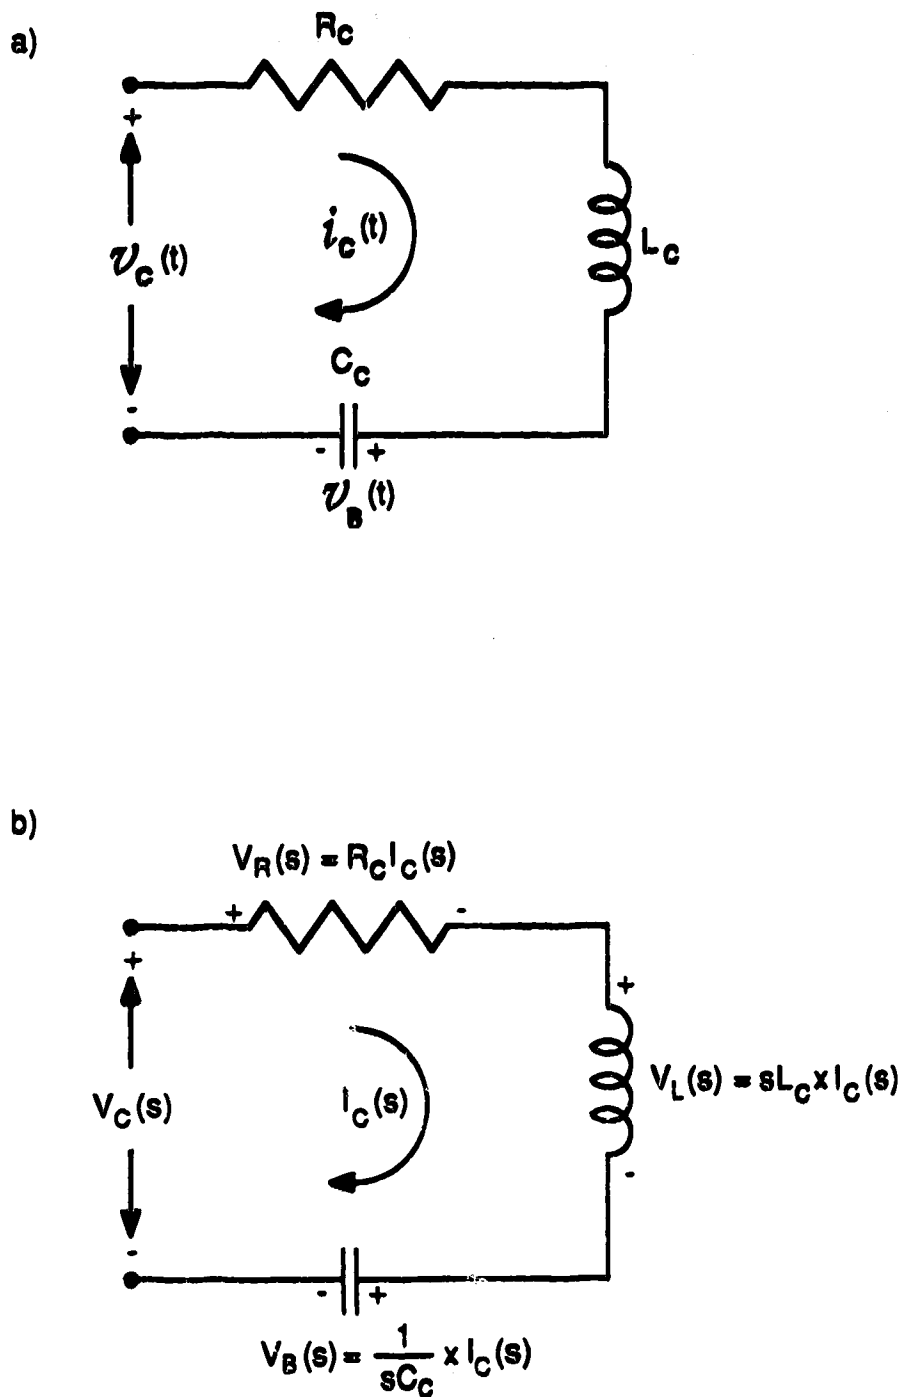 a)
R_C
+
i_c(t)
v_c(t)
L_C
C_C
-
- +
v_B(t)
b)
V_R(s) = R_C I_C(s)
+ -
+
+
V_C(s)
I_C(s)
V_L(s) = sL_C x I_C(s)
-
-
- +
V_B(s) = 1/sC_C x I_C(s)